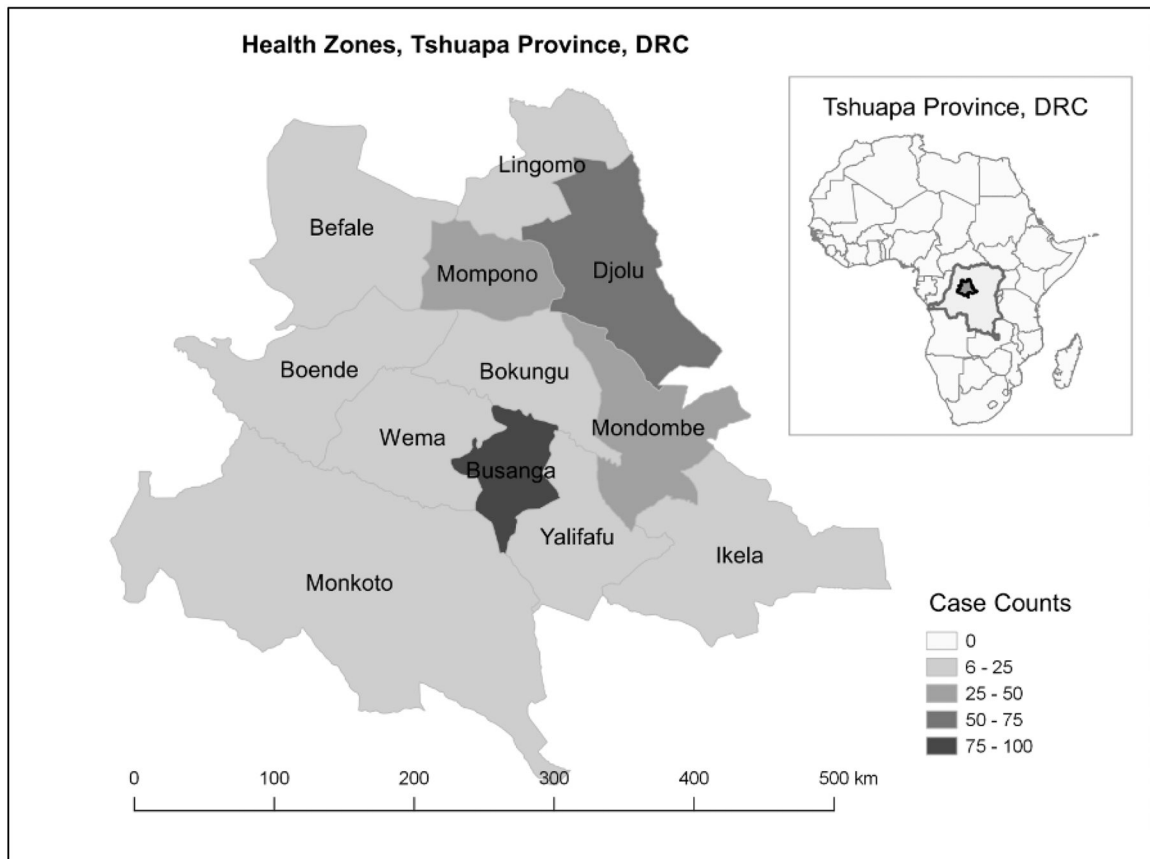 Health Zones, Tshuapa Province, DRC
Tshuapa Province, DRC
Lingomo
Befale
Mompono
Djolu
Boende
Bokungu
Wema
Mondombe
Busanga
Yalifafu
Ikela
Monkoto
Case Counts
0
6 - 25
25 - 50
50 - 75
75 - 100
0 100 200 300 400 500 km